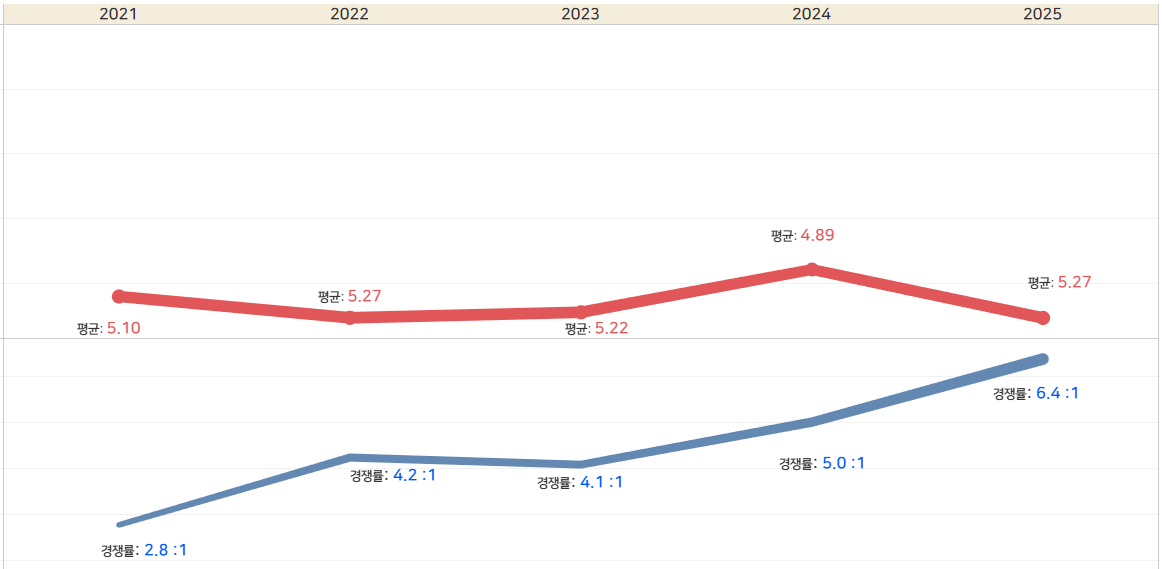 2021 2022 2023 2024 2025
평균: 4.89
평균: 5.27
평균: 5.27
평균: 5.10
평균: 5.22
경쟁률: 6.4 :1
경쟁률: 5.0 :1
경쟁률: 4.2 :1
경쟁률: 4.1 :1
경쟁률: 2.8 :1